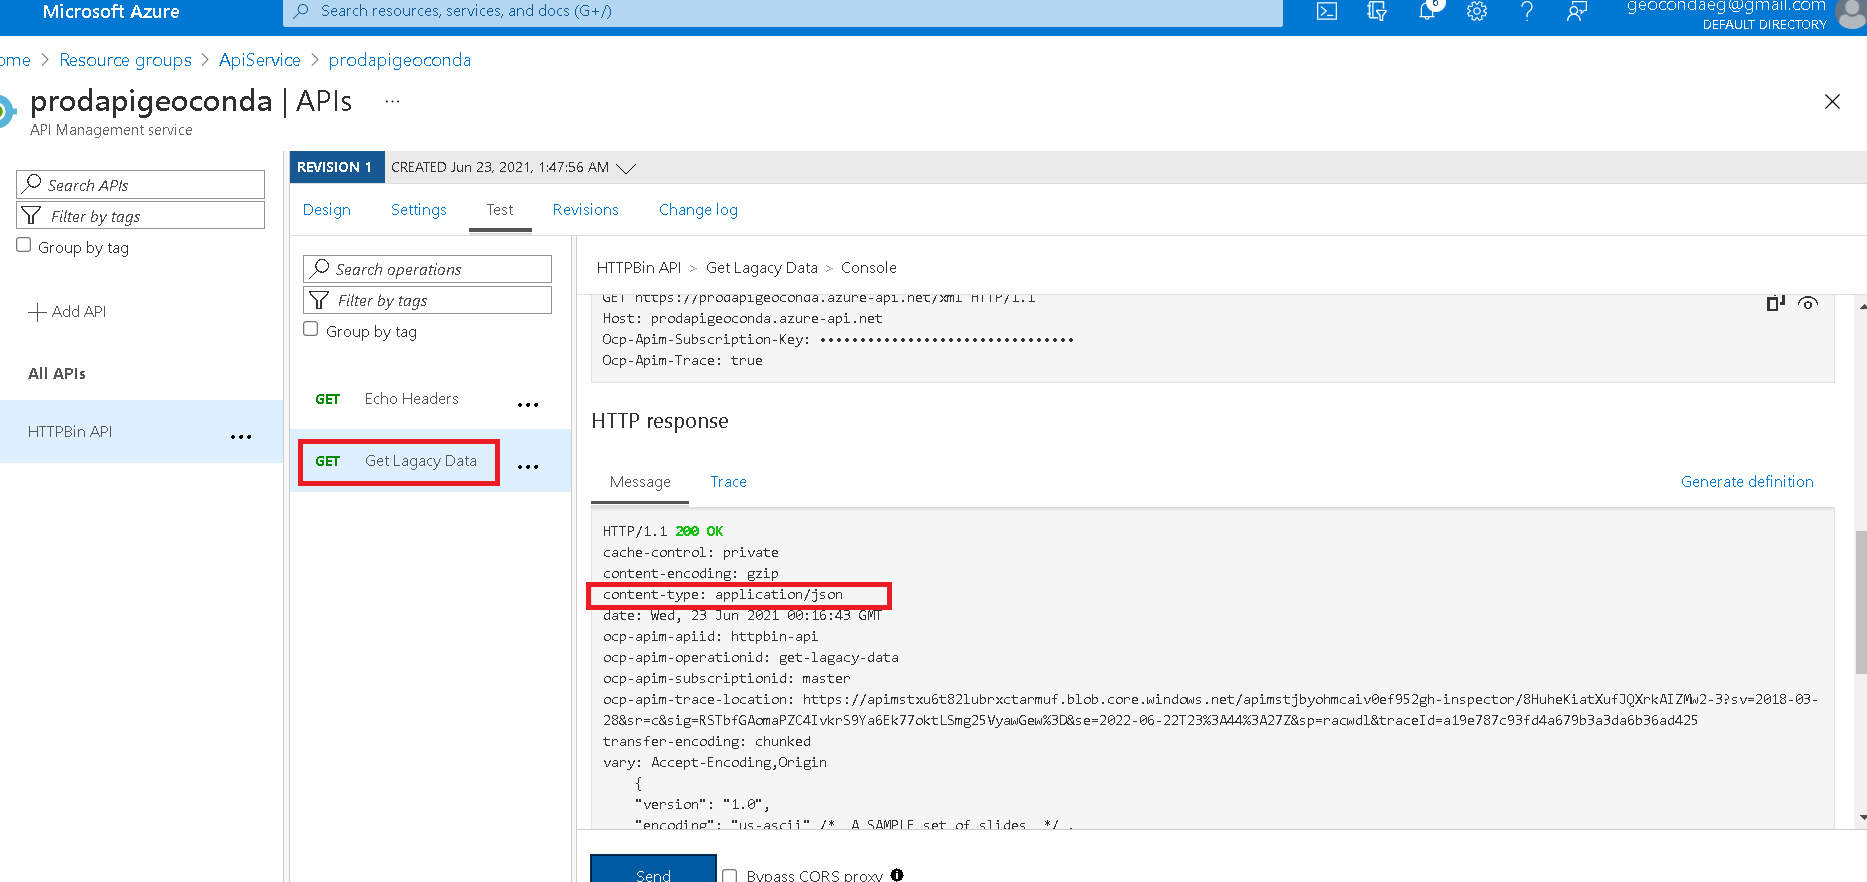 Microsoft Azure
Search resources, services, and docs (G+/)
6
geocondaeg@gmail.com
DEFAULT DIRECTORY
ome > Resource groups > ApiService > prodapigeoconda
prodapigeoconda | APIs ...
API Management service
Search APIs
Filter by tags
Group by tag
+ Add API
All APIs
HTTPBin API ...
REVISION 1 CREATED Jun 23, 2021, 1:47:56 AM
Design Settings Test Revisions Change log
Search operations
Filter by tags
Group by tag
GET Echo Headers ...
GET Get Lagacy Data ...
HTTPBin API > Get Lagacy Data > Console
GET https://prodapigeoconda.azure-api.net/xml HTTP/1.1
Host: prodapigeoconda.azure-api.net
Ocp-Apim-Subscription-Key: ••••••••••••••••••••••••••••••••
Ocp-Apim-Trace: true
HTTP response
Message Trace Generate definition
HTTP/1.1 200 OK
cache-control: private
content-encoding: gzip
content-type: application/json
date: Wed, 23 Jun 2021 00:16:43 GMT
ocp-apim-apiid: httpbin-api
ocp-apim-operationid: get-lagacy-data
ocp-apim-subscriptionid: master
ocp-apim-trace-location: https://apimstxu6t82lubrxctarmuf.blob.core.windows.net/apimstjbyohmcaiv0ef952gh-inspector/8HuheKiatXufJQXrkAIZMw2-3?sv=2018-03-
28&sr=c&sig=RSTbfGAomaPZC4IvkrS9Ya6Ek77oktLSmg25VyawGew%3D&se=2022-06-22T23%3A44%3A27Z&sp=racwdl&traceId=a19e787c93fd4a679b3a3da6b36ad425
transfer-encoding: chunked
vary: Accept-Encoding,Origin
{
"version": "1.0",
"encoding": "us-ascii" /* A SAMPLE set of slides */ ,
Send Bypass CORS proxy